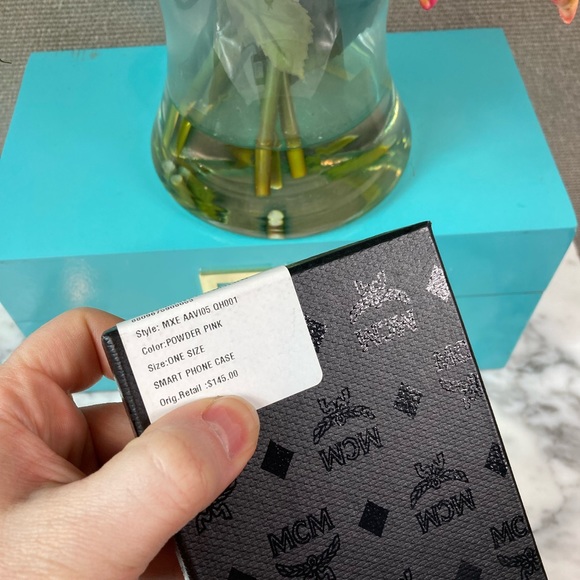 Style: MXE AAVI05 QH001
Color:POWDER PINK
Size:ONE SIZE
SMART PHONE CASE
Orig.Retail :$145.00
MCM
MCM
MCM
MCM
MCM